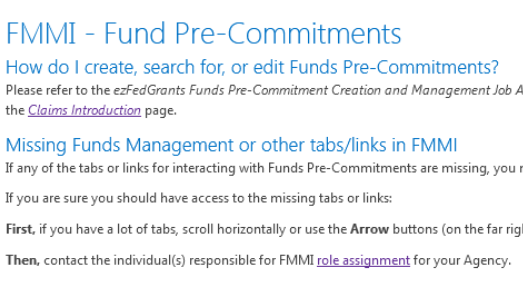 FMMI - Fund Pre-Commitments
How do I create, search for, or edit Funds Pre-Commitments?
Please refer to the ezFedGrants Funds Pre-Commitment Creation and Management Job
the Claims Introduction page.
Missing Funds Management or other tabs/links in FMMI
If any of the tabs or links for interacting with Funds Pre-Commitments are missing, you
If you are sure you should have access to the missing tabs or links:
First, if you have a lot of tabs, scroll horizontally or use the Arrow buttons (on the far
Then, contact the individual(s) responsible for FMMI role assignment for your Agency.